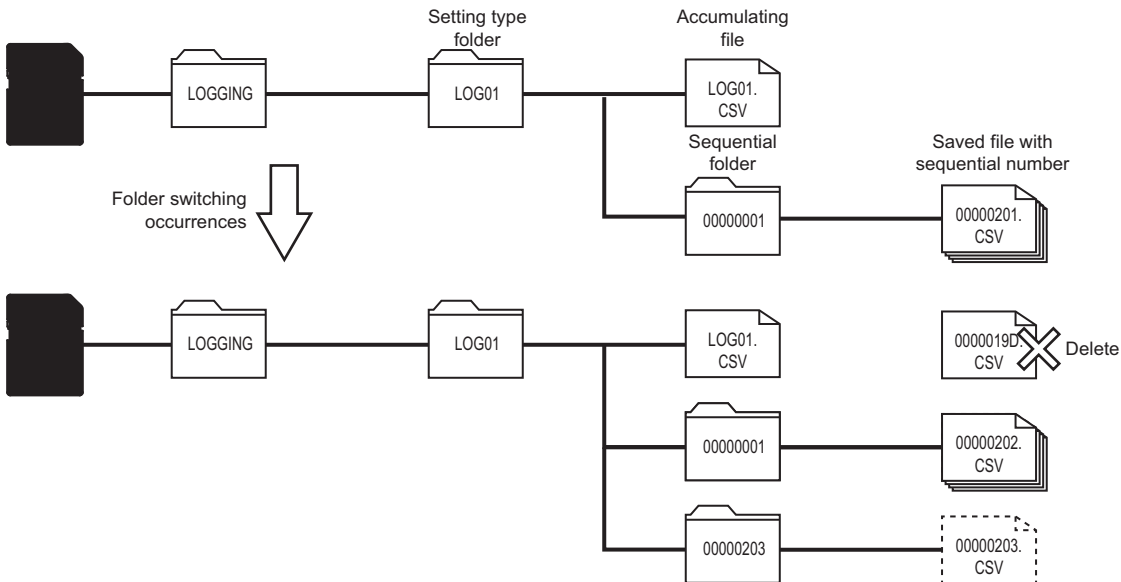 Setting type
folder
Accumulating
file
LOGGING
LOG01
LOG01.
CSV
Sequential
folder
Saved file with
sequential number
00000001
00000201.
CSV
Folder switching
occurrences
LOGGING
LOG01
LOG01.
CSV
0000019D.
CSV
Delete
00000001
00000202.
CSV
00000203
00000203.
CSV